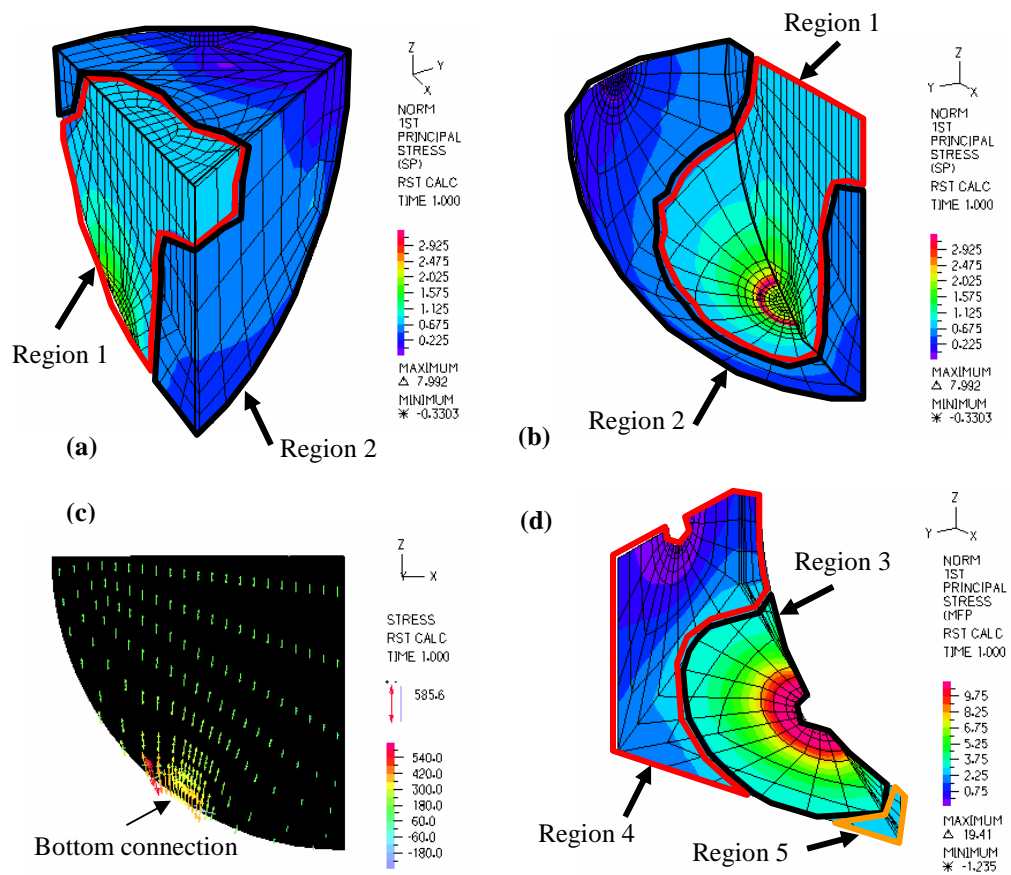 Region 1
Z
Y
X
NORM
1ST
PRINCIPAL
STRESS
(SP)
RST CALC
TIME 1.000
2.925
2.475
2.025
1.575
1.125
0.675
0.225
MAXIMUM
Δ 7.992
MINIMUM
✳ -0.3303
Region 1
Region 2
(a)
Z
Y X
NORM
1ST
PRINCIPAL
STRESS
(SP)
RST CALC
TIME 1.000
2.925
2.475
2.025
1.575
1.125
0.675
0.225
MAXIMUM
Δ 7.992
MINIMUM
✳ -0.3303
Region 2
(b)
(c)
Z
Y X
STRESS
RST CALC
TIME 1.000
585.6
540.0
420.0
300.0
180.0
60.0
-60.0
-180.0
Bottom connection
(d)
Z
Y X
Region 3
NORM
1ST
PRINCIPAL
STRESS
(MFP
RST CALC
TIME 1.000
9.75
8.25
6.75
5.25
3.75
2.25
0.75
MAXIMUM
Δ 19.41
MINIMUM
✳ -1.235
Region 4
Region 5